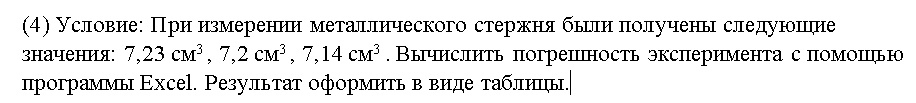 (4) Условие: При измерении металлического стержня были получены следующие
значения: 7,23 см³ , 7,2 см³ , 7,14 см³ . Вычислить погрешность эксперимента с помощью
программы Excel. Результат оформить в виде таблицы.